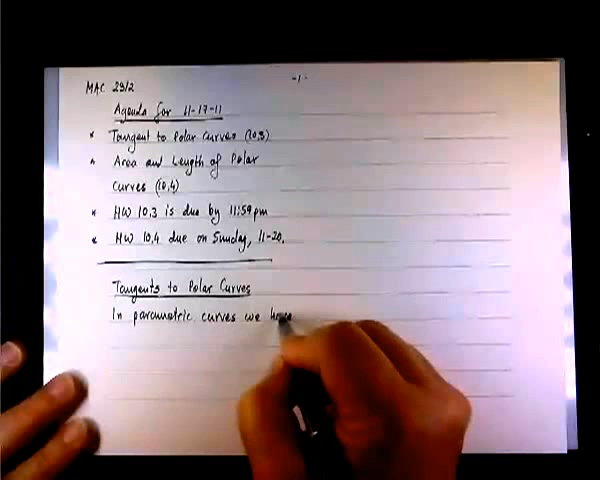 MAC 2312
-1-
Agenda for 11-17-11
* Tangent to Polar Curves (10.3)
* Area and Length of Polar
Curves (10.4)
* HW 10.3 is due by 11:59pm
* HW 10.4 due on Sunday, 11-20.
Tangents to Polar Curves
In parametric curves we have